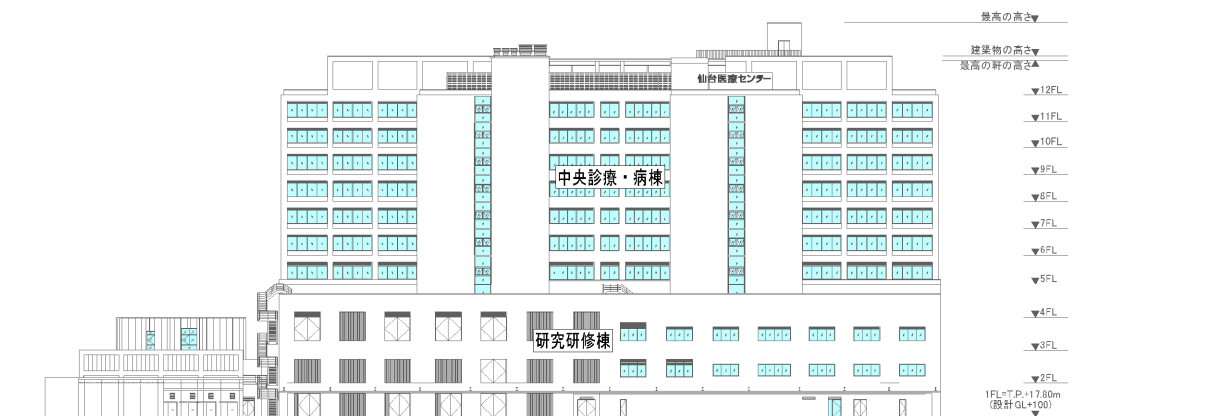 最高の高さ
建築物の高さ
最高の軒の高さ
仙台医療センター
12FL
11FL
10FL
9FL
中央診療・病棟
8FL
7FL
6FL
5FL
4FL
研究研修棟
3FL
2FL
1FL=T.P.+17.80m
(設計GL+100)